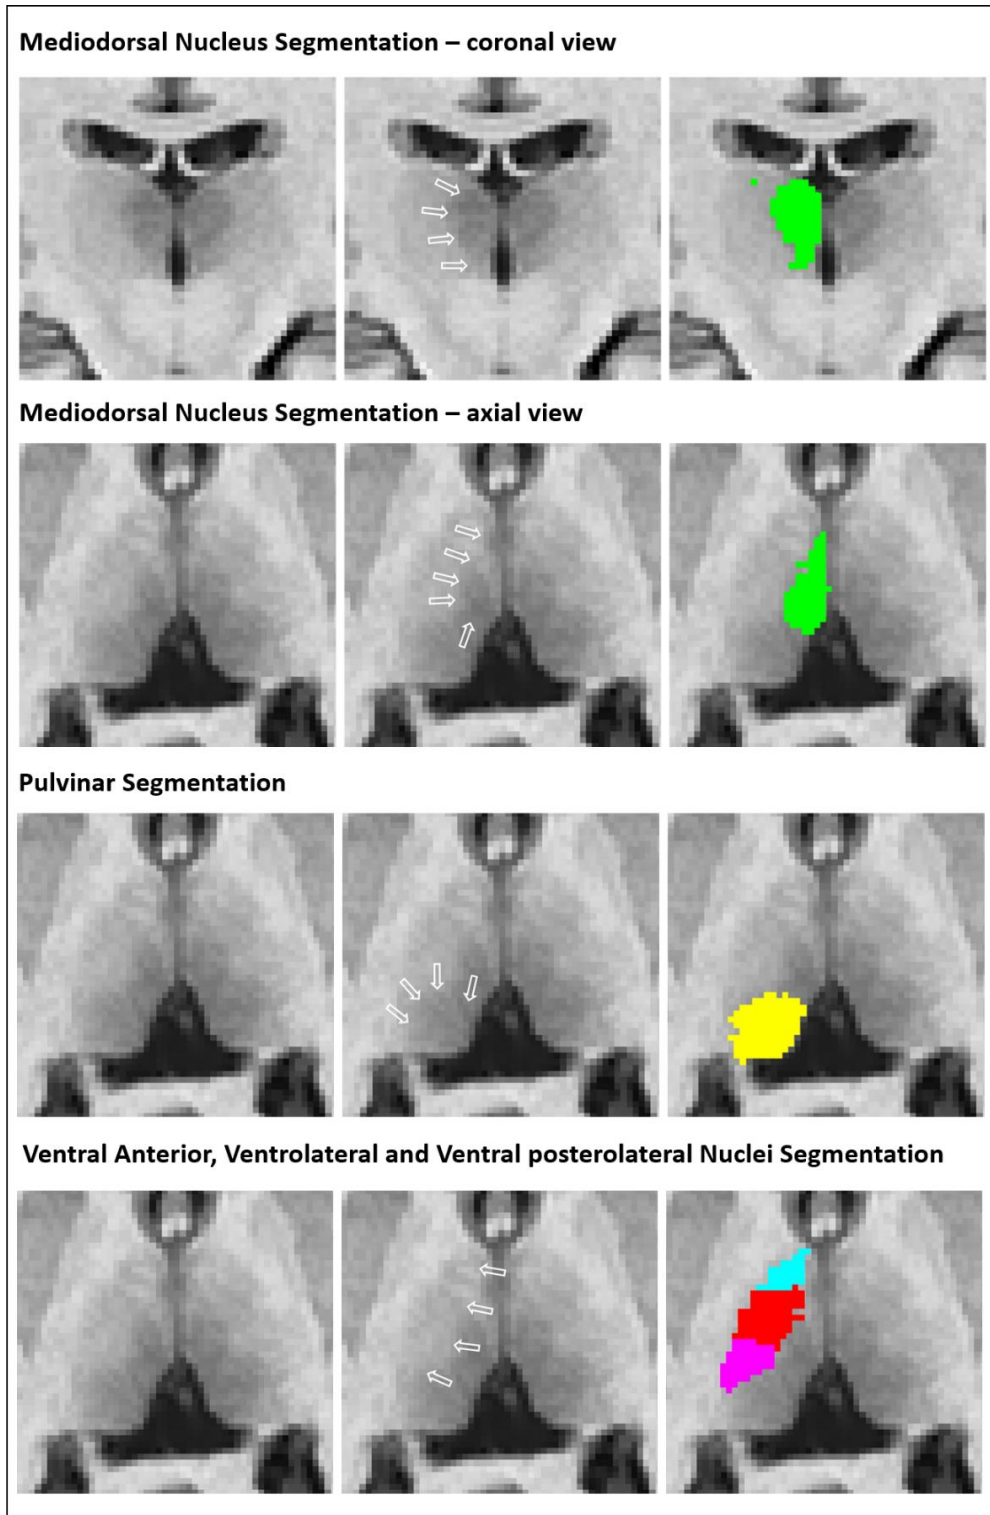 Mediodorsal Nucleus Segmentation – coronal view
Mediodorsal Nucleus Segmentation – axial view
Pulvinar Segmentation
Ventral Anterior, Ventrolateral and Ventral posterolateral Nuclei Segmentation